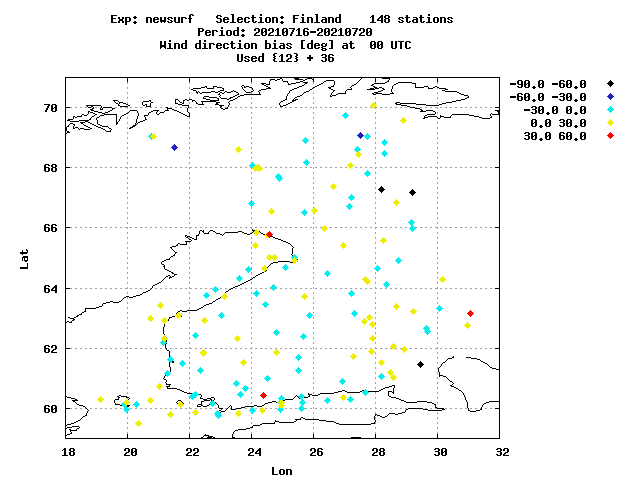 Exp: newsurf   Selection: Finland    148 stations
Period: 20210716-20210720
Wind direction bias [deg] at  00 UTC
Used {12} + 36
-90.0 -60.0
-60.0 -30.0
-30.0 0.0
0.0 30.0
30.0 60.0
70
68
66
64
62
60
Lat
18 20 22 24 26 28 30 32
Lon